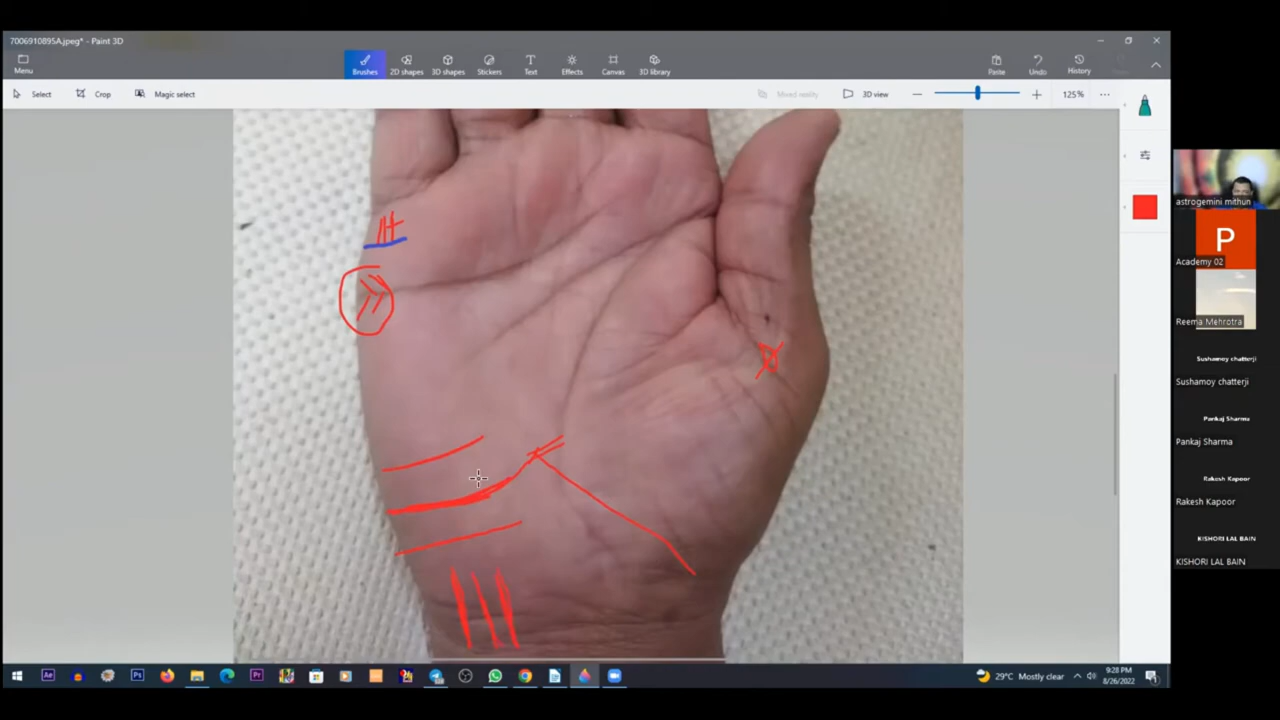 7006910895A.jpeg* - Paint 3D
Menu
Brushes
2D shapes
3D shapes
Stickers
Text
Effects
Canvas
3D library
Paste
Undo
History
Select
Crop
Magic select
Mixed reality
3D view
125%
astrogemini mithun
P
Academy 02
Reema Mehrotra
Sushamoy chatterji
Sushamoy chatterji
Pankaj Sharma
Pankaj Sharma
Rakesh Kapoor
Rakesh Kapoor
KISHORI LAL BAIN
KISHORI LAL BAIN
Ae
Ps
Pr
29°C Mostly clear
9:28 PM
8/26/2022